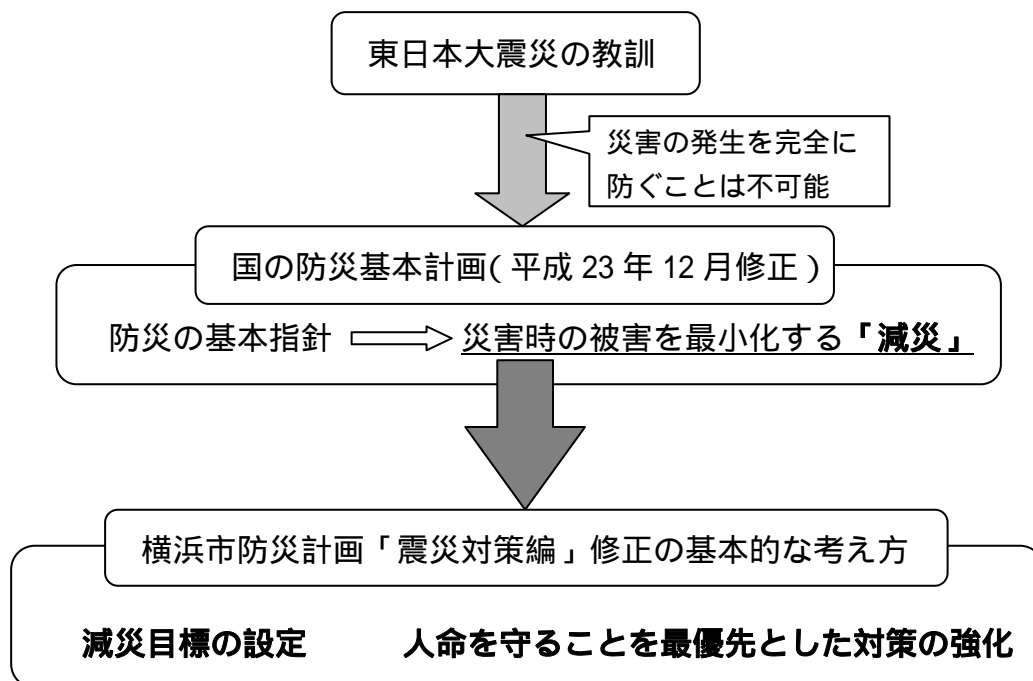 東日本大震災の教訓
災害の発生を完全に
防ぐことは不可能
国の防災基本計画(平成 23 年 12 月修正)
防災の基本指針
災害時の被害を最小化する「減災」
横浜市防災計画「震災対策編」修正の基本的な考え方
減災目標の設定
人命を守ることを最優先とした対策の強化